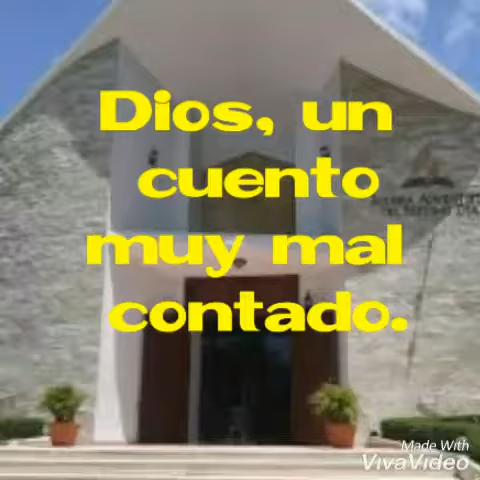 Dios, un
cuento
muy mal
contado.
Made With
VivaVideo